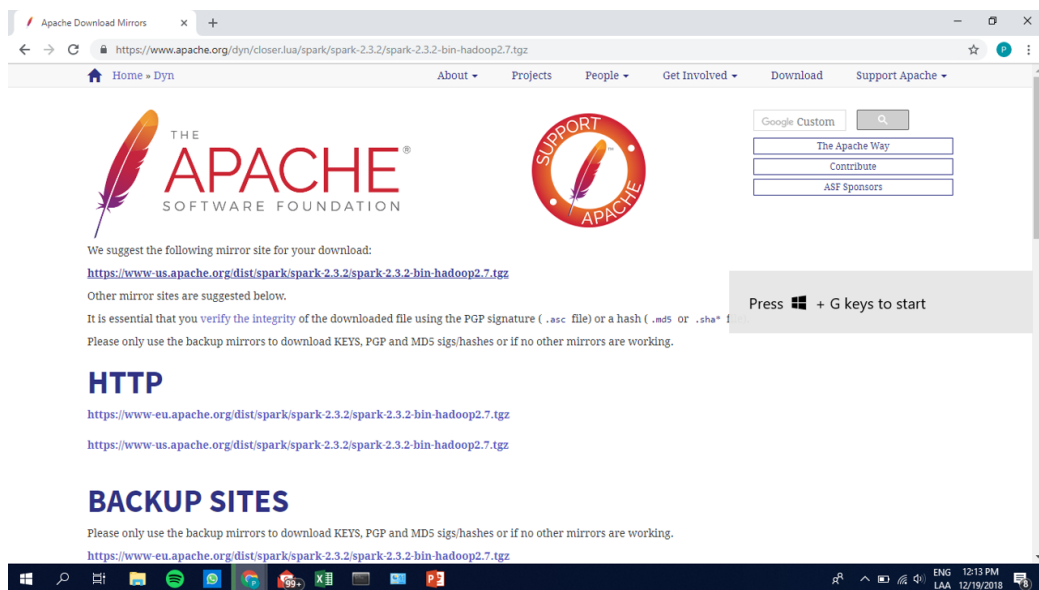 Apache Download Mirrors
https://www.apache.org/dyn/closer.lua/spark/spark-2.3.2/spark-2.3.2-bin-hadoop2.7.tgz
P
Home » Dyn About Projects People Get Involved Download Support Apache
THE
APACHE®
SOFTWARE FOUNDATION
SUPPORT
APACHE
™
Google Custom
The Apache Way
Contribute
ASF Sponsors
We suggest the following mirror site for your download:
https://www-us.apache.org/dist/spark/spark-2.3.2/spark-2.3.2-bin-hadoop2.7.tgz
Other mirror sites are suggested below.
It is essential that you verify the integrity of the downloaded file using the PGP signature ( .asc file) or a hash ( .md5 or .sha*
Press + G keys to start
Please only use the backup mirrors to download KEYS, PGP and MD5 sigs/hashes or if no other mirrors are working.
HTTP
https://www-eu.apache.org/dist/spark/spark-2.3.2/spark-2.3.2-bin-hadoop2.7.tgz
https://www-us.apache.org/dist/spark/spark-2.3.2/spark-2.3.2-bin-hadoop2.7.tgz
BACKUP SITES
Please only use the backup mirrors to download KEYS, PGP and MD5 sigs/hashes or if no other mirrors are working.
https://www-eu.apache.org/dist/spark/spark-2.3.2/spark-2.3.2-bin-hadoop2.7.tgz
99+
ENG 12:13 PM
LAA 12/19/2018
8